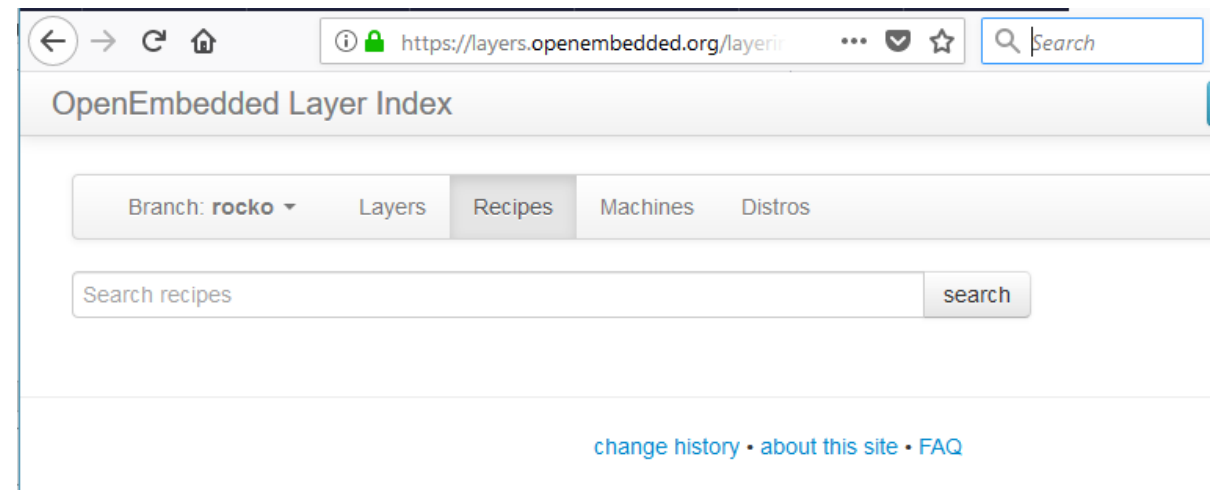 https://layers.openembedded.org/layeri ••• Search
OpenEmbedded Layer Index
Branch: rocko Layers Recipes Machines Distros
Search recipes search
change history • about this site • FAQ